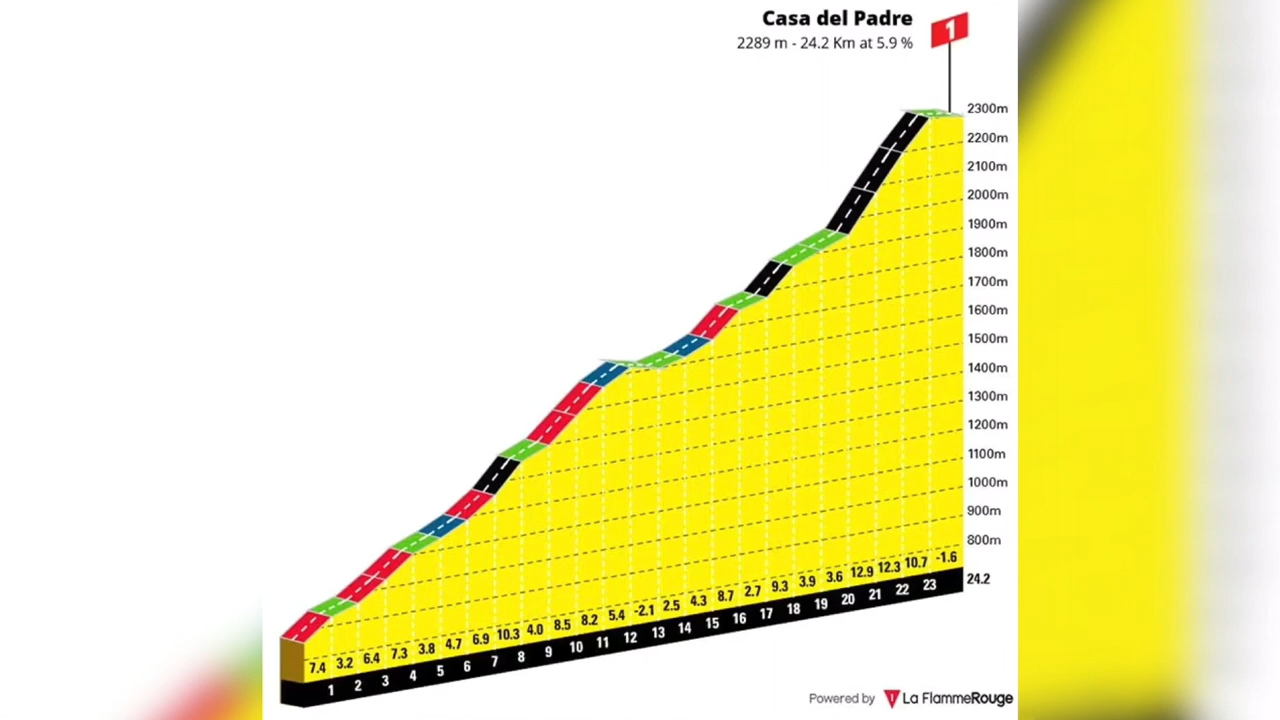 Casa del Padre
2289 m - 24.2 Km at 5.9 %
1
2300m
2200m
2100m
2000m
1900m
1800m
1700m
1600m
1500m
1400m
1300m
1200m
1100m
1000m
900m
800m
7.4 3.2 6.4 7.3 3.8 4.7 6.9 10.3 4.0 8.5 8.2 5.4 -2.1 2.5 4.3 8.7 2.7 9.3 3.9 3.6 12.9 12.3 10.7 -1.6
1 2 3 4 5 6 7 8 9 10 11 12 13 14 15 16 17 18 19 20 21 22 23 24.2
Powered by La FlammeRouge